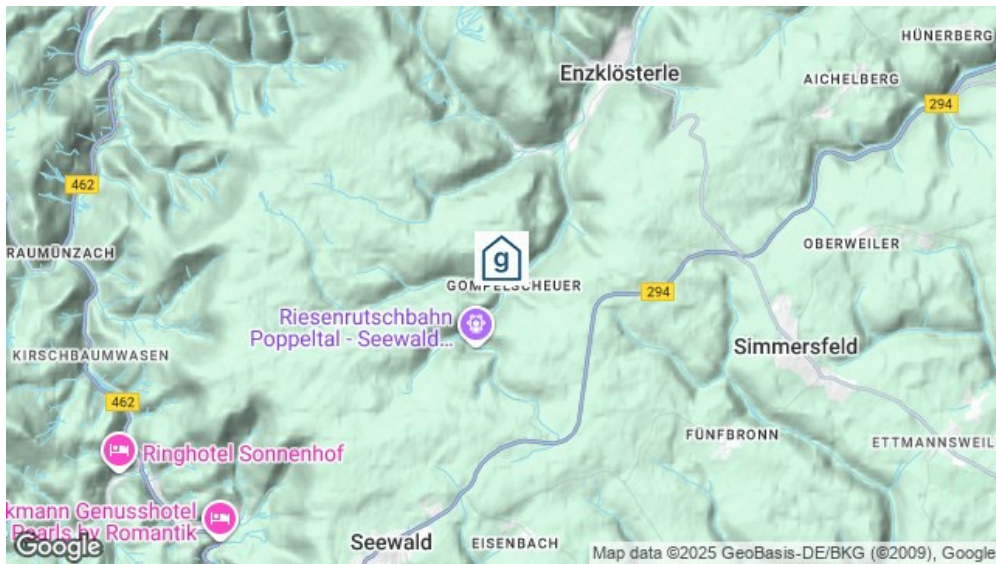 HÜNERBERG
Enzklösterle
AICHELBERG
294
462
RAUMÜNZACH
g
OBERWEILER
GOMPELSCHEUER
294
Riesenrutschbahn
Poppeltal - Seewald...
Simmersfeld
KIRSCHBAUMWASEN
462
Ringhotel Sonnenhof
FÜNFBRONN
ETTMANNSWEIL
kmann Genusshotel
Pearls by Romantik
Seewald
EISENBACH
Google
Map data ©2025 GeoBasis-DE/BKG (©2009), Google